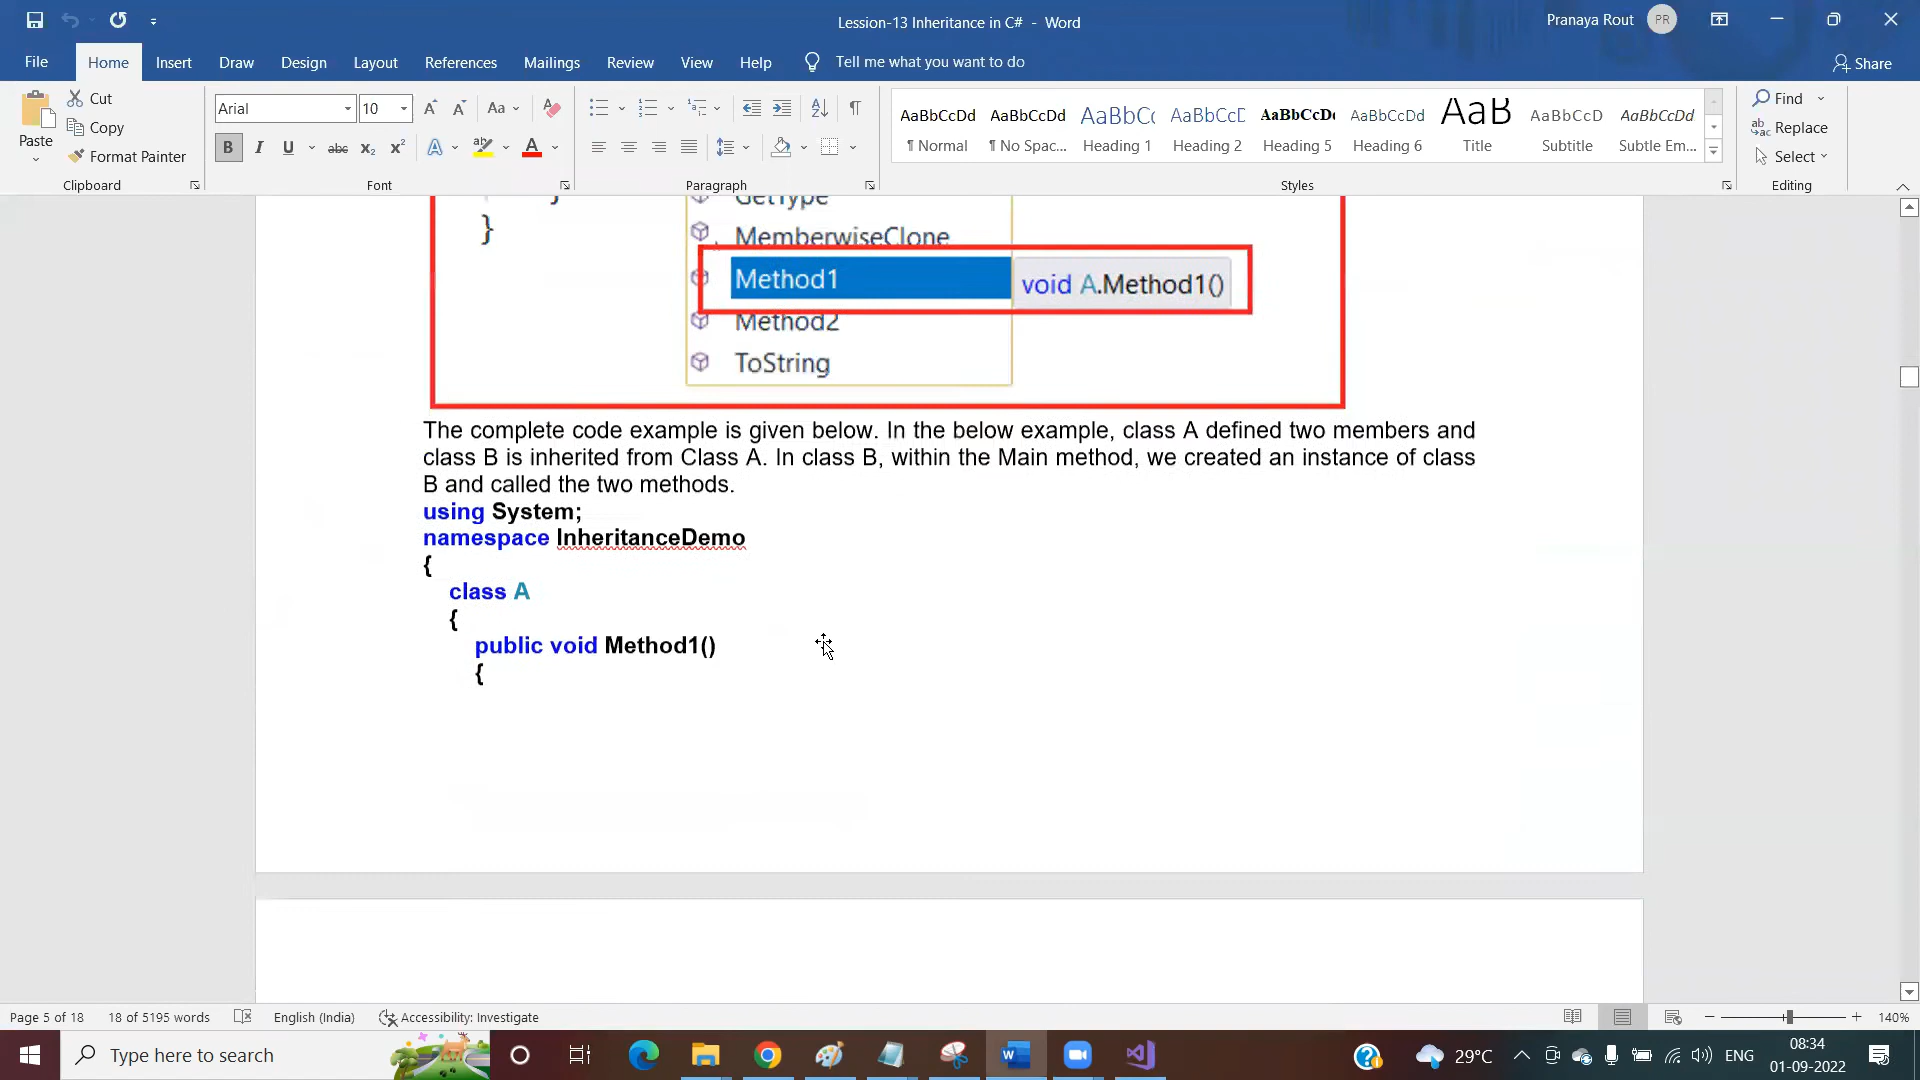 Lession-13 Inheritance in C# - Word
Pranaya Rout
PR
File
Home
Insert
Draw
Design
Layout
References
Mailings
Review
View
Help
Tell me what you want to do
Share
Paste
Cut
Copy
Format Painter
Clipboard
Arial
10
Aa
B
I
U
abc
x₂
x²
A
ab
A
Font
Paragraph
AaBbCcDd
AaBbCcDd
AaBbCc
AaBbCcD
AaBbCcD
AaBbCcDd
AaB
AaBbCcD
AaBbCcDd
¶ Normal
¶ No Spac...
Heading 1
Heading 2
Heading 5
Heading 6
Title
Subtitle
Subtle Em...
Styles
Find
Replace
Select
Editing
}
}
GetType
MemberwiseClone
Method1
void A.Method1()
Method2
ToString
The complete code example is given below. In the below example, class A defined two members and
class B is inherited from Class A. In class B, within the Main method, we created an instance of class
B and called the two methods.
using System;
namespace InheritanceDemo
{
class A
{
public void Method1()
{
Page 5 of 18
18 of 5195 words
English (India)
Accessibility: Investigate
140%
Type here to search
29°C
ENG
08:34
01-09-2022